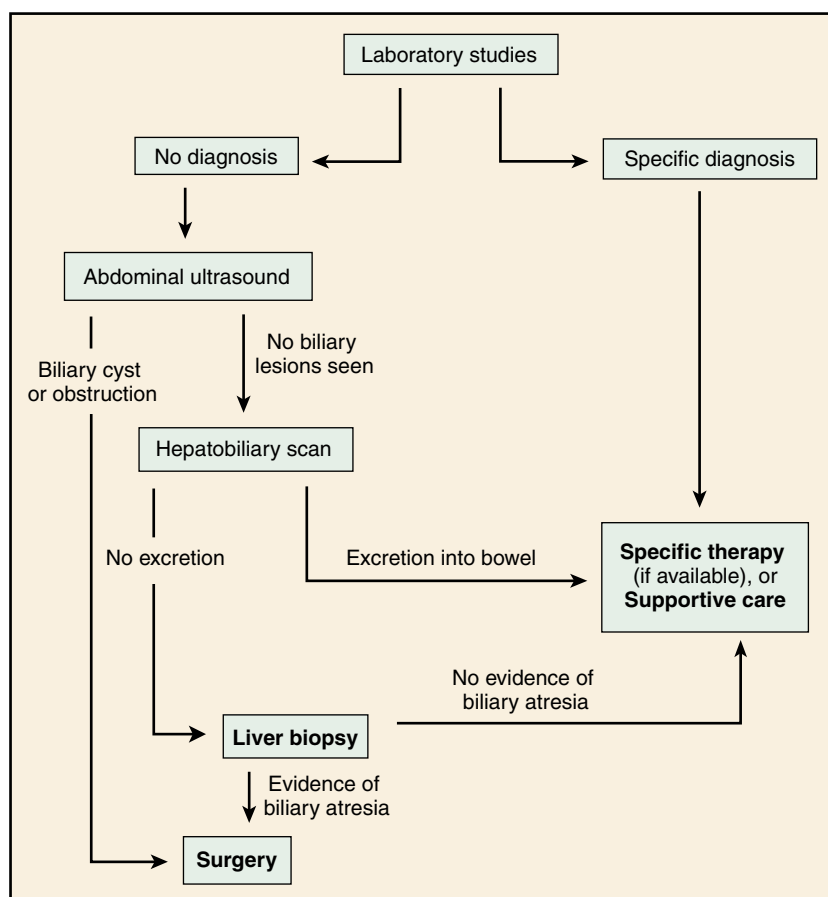 Laboratory studies
No diagnosis
Specific diagnosis
Abdominal ultrasound
No biliary
lesions seen
Biliary cyst
or obstruction
Hepatobiliary scan
No excretion
Excretion into bowel
Specific therapy
(if available), or
Supportive care
No evidence of
biliary atresia
Liver biopsy
Evidence of
biliary atresia
Surgery